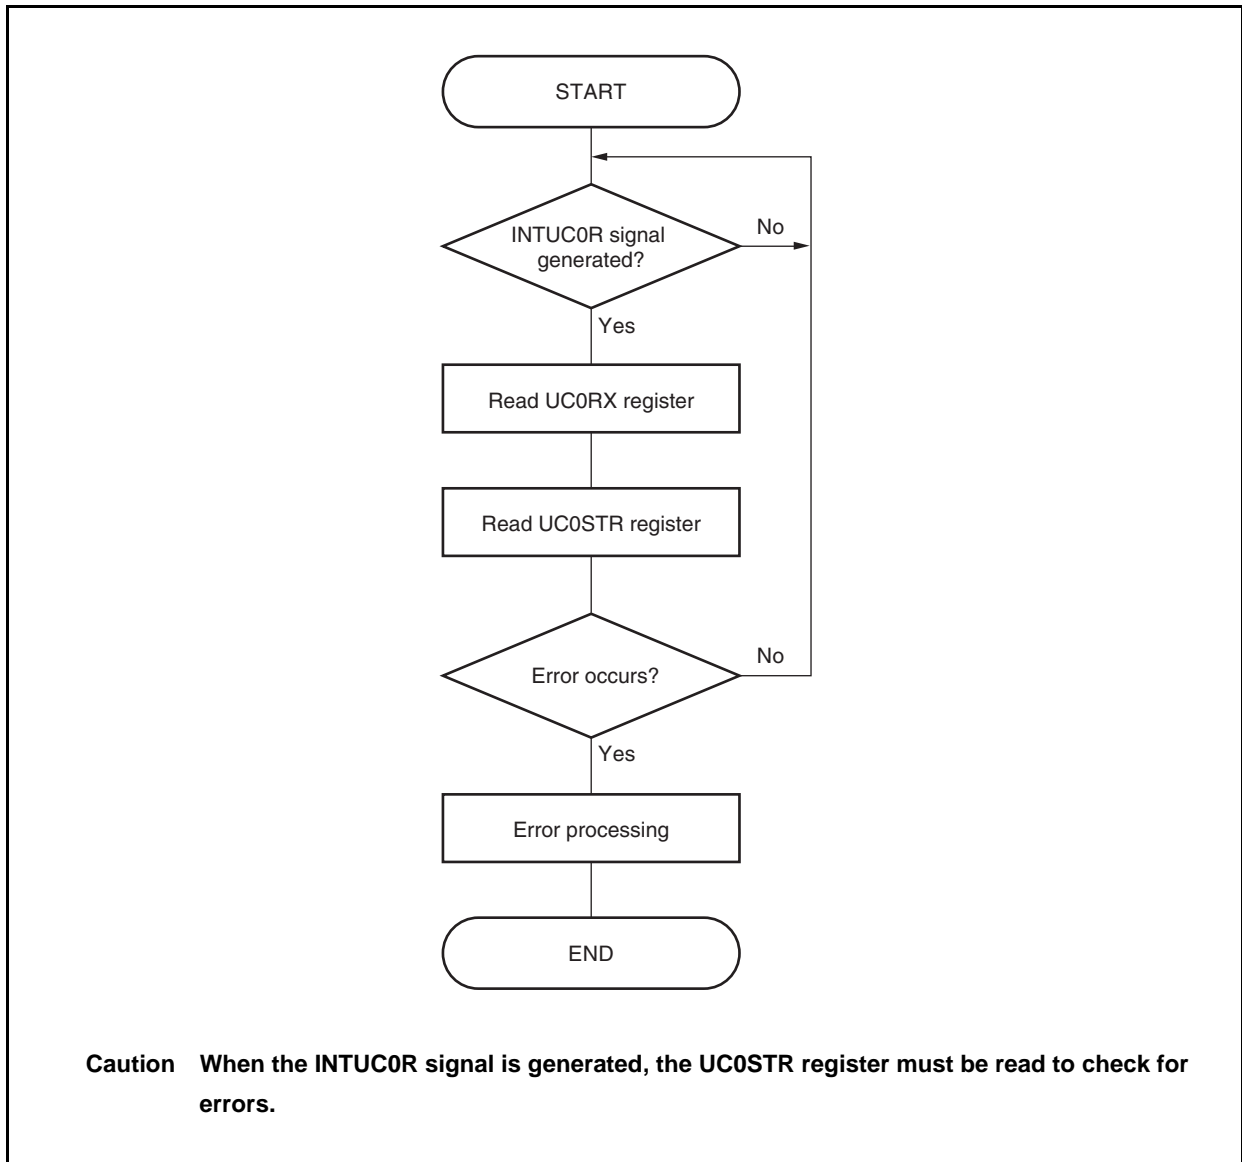 START
INTUC0R signal
generated?
No
Yes
Read UC0RX register
Read UC0STR register
Error occurs?
No
Yes
Error processing
END
Caution When the INTUC0R signal is generated, the UC0STR register must be read to check for
errors.